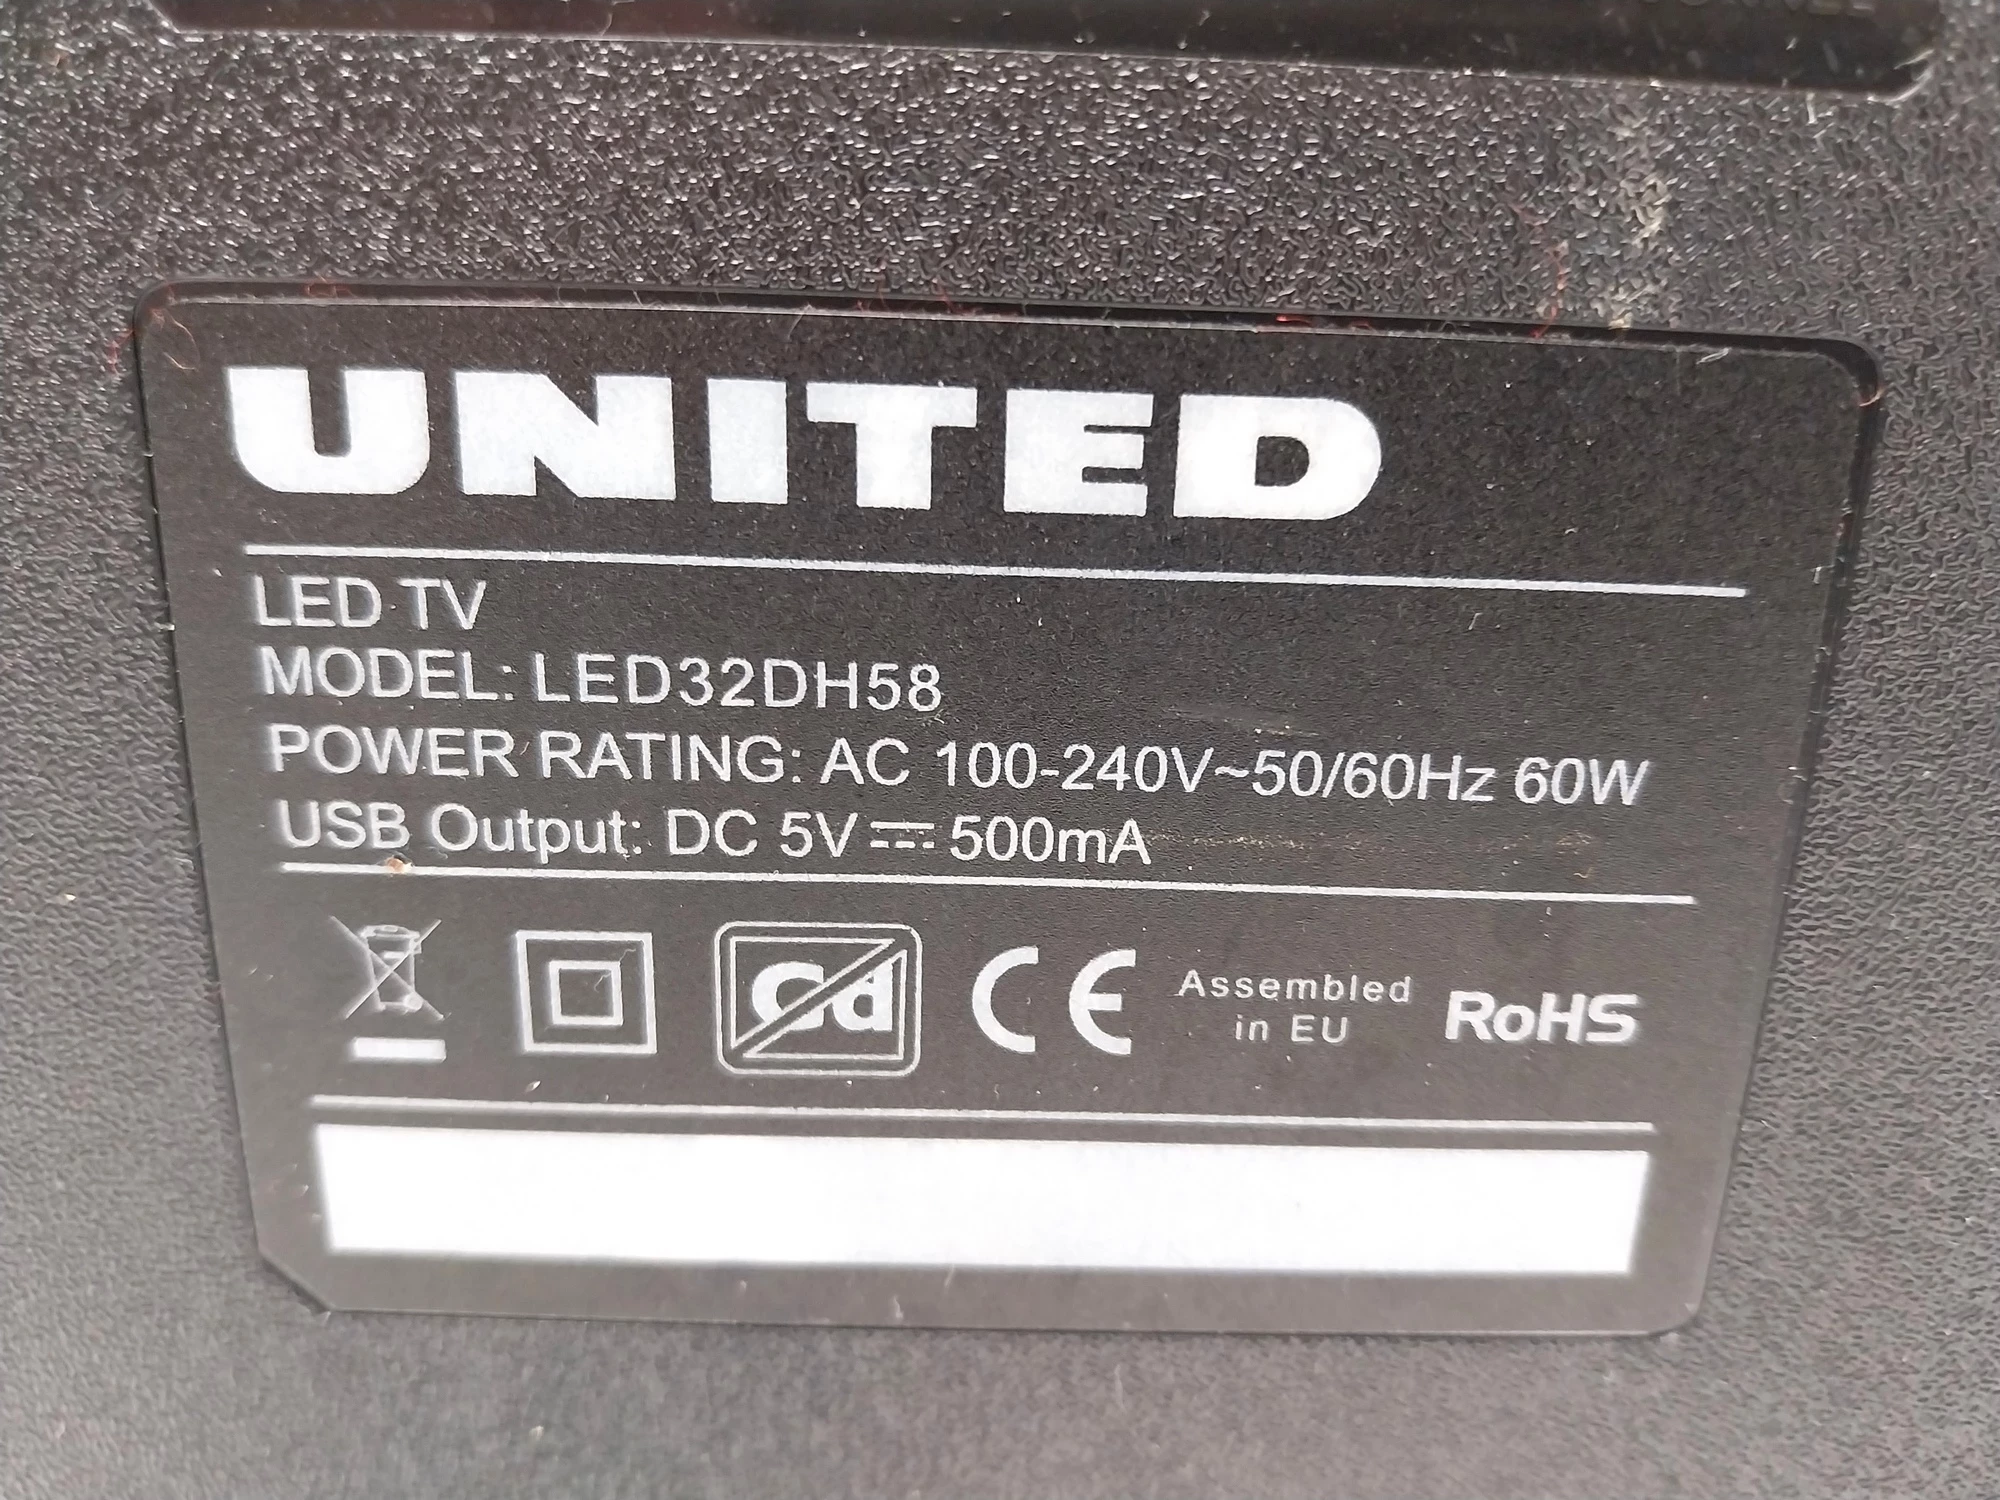 UNITED
LED TV
MODEL: LED32DH58
POWER RATING: AC 100-240V~50/60Hz 60W
USB Output: DC 5V ⎓ 500mA
Cd CE Assembled in EU RoHS